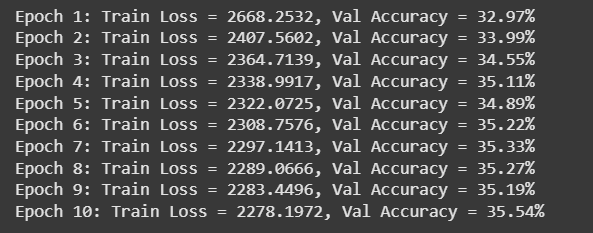 Epoch 1: Train Loss = 2668.2532, Val Accuracy = 32.97%
Epoch 2: Train Loss = 2407.5602, Val Accuracy = 33.99%
Epoch 3: Train Loss = 2364.7139, Val Accuracy = 34.55%
Epoch 4: Train Loss = 2338.9917, Val Accuracy = 35.11%
Epoch 5: Train Loss = 2322.0725, Val Accuracy = 34.89%
Epoch 6: Train Loss = 2308.7576, Val Accuracy = 35.22%
Epoch 7: Train Loss = 2297.1413, Val Accuracy = 35.33%
Epoch 8: Train Loss = 2289.0666, Val Accuracy = 35.27%
Epoch 9: Train Loss = 2283.4496, Val Accuracy = 35.19%
Epoch 10: Train Loss = 2278.1972, Val Accuracy = 35.54%